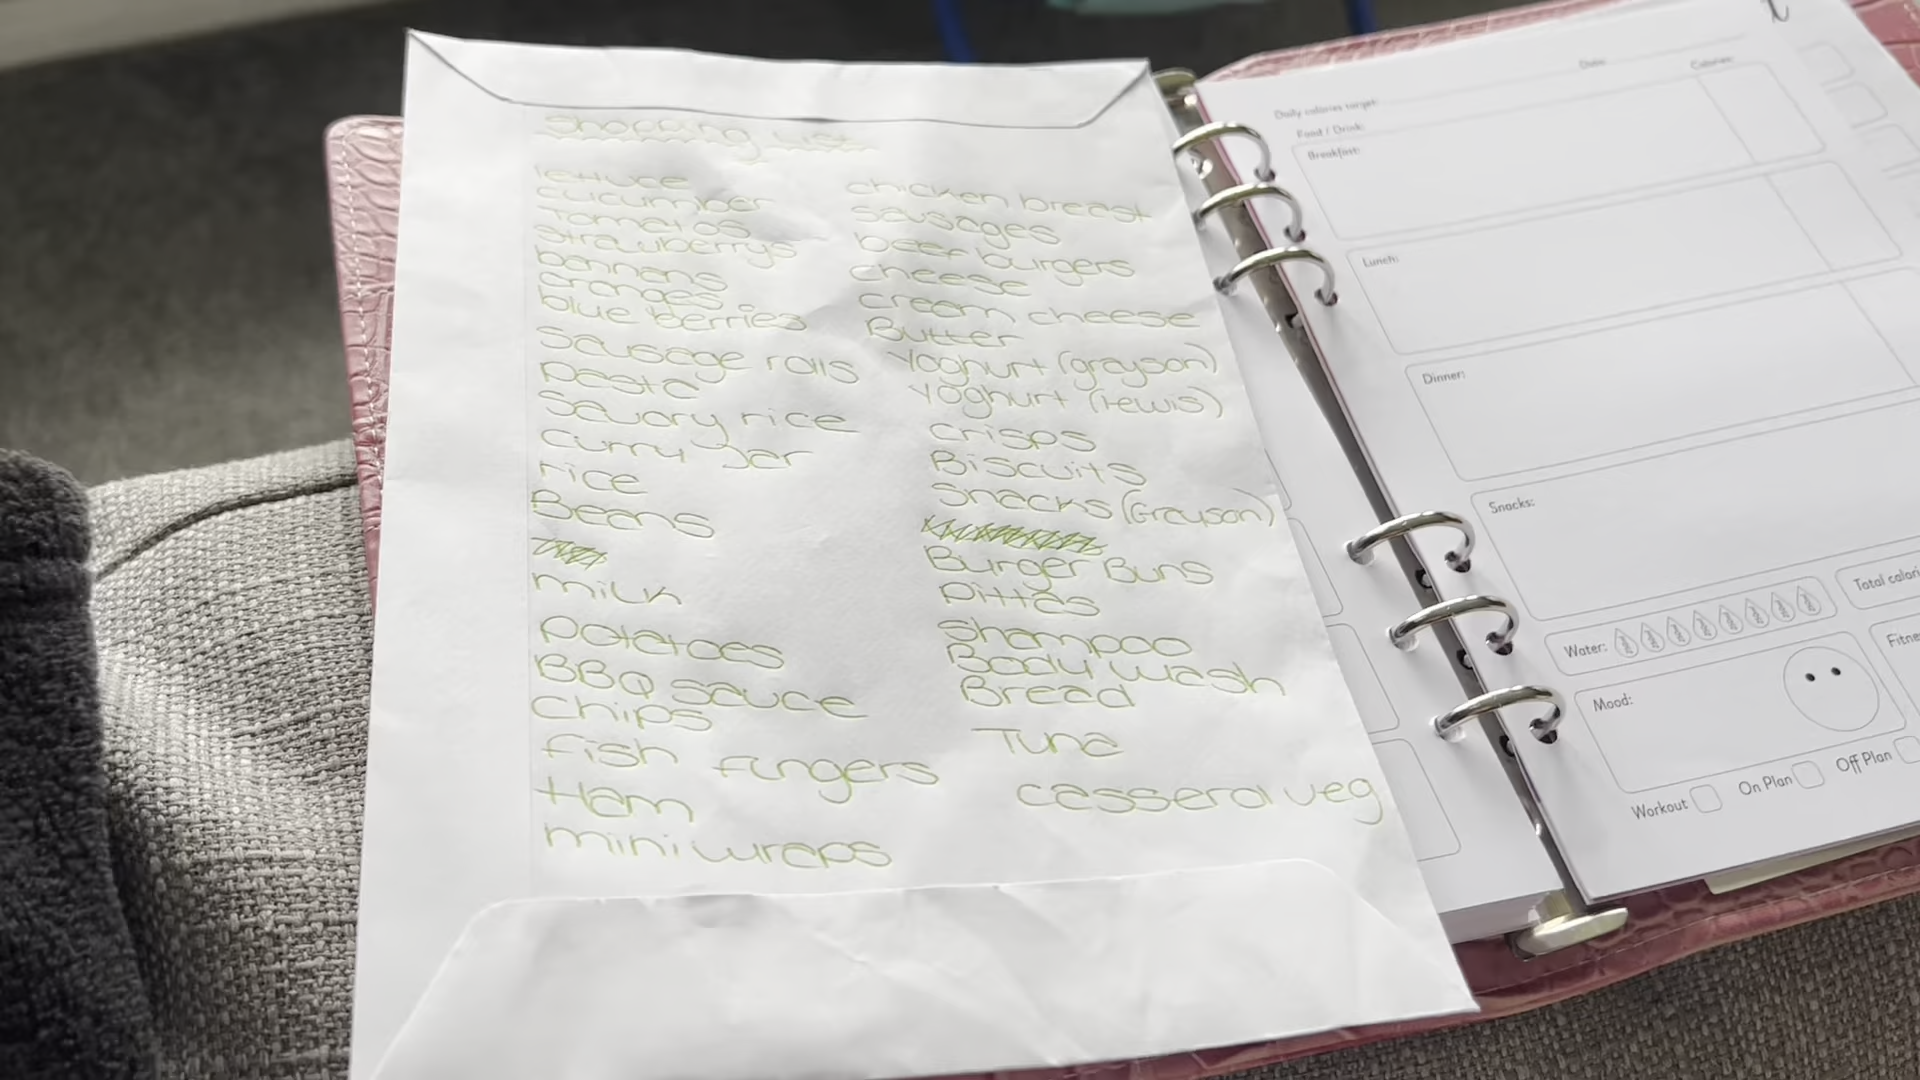 Shopping List
lettuce
cucumber
Tomatos
strawberrys
bannans
oranges
blue berries
Sausage rolls
Pasta
Savory rice
curry Jar
rice
Beans
milk
Potatoes
BBQ sauce
Chips
fish fingers
Ham
mini wraps
chicken breast
sausages
beef burgers
cheese
cream cheese
Butter
Yoghurt (grayson)
Yoghurt (Lewis)
Crisps
Biscuits
Snacks (Grayson)
Burger Buns
Pittas
Shampoo
Body wash
Bread
Tuna
casserol veg
Date:
Calories:
Daily calories target:
Food / Drink:
Breakfast:
Lunch:
Dinner:
Snacks:
Water:
Total
Mood:
Workout
On Plan
Off Plan